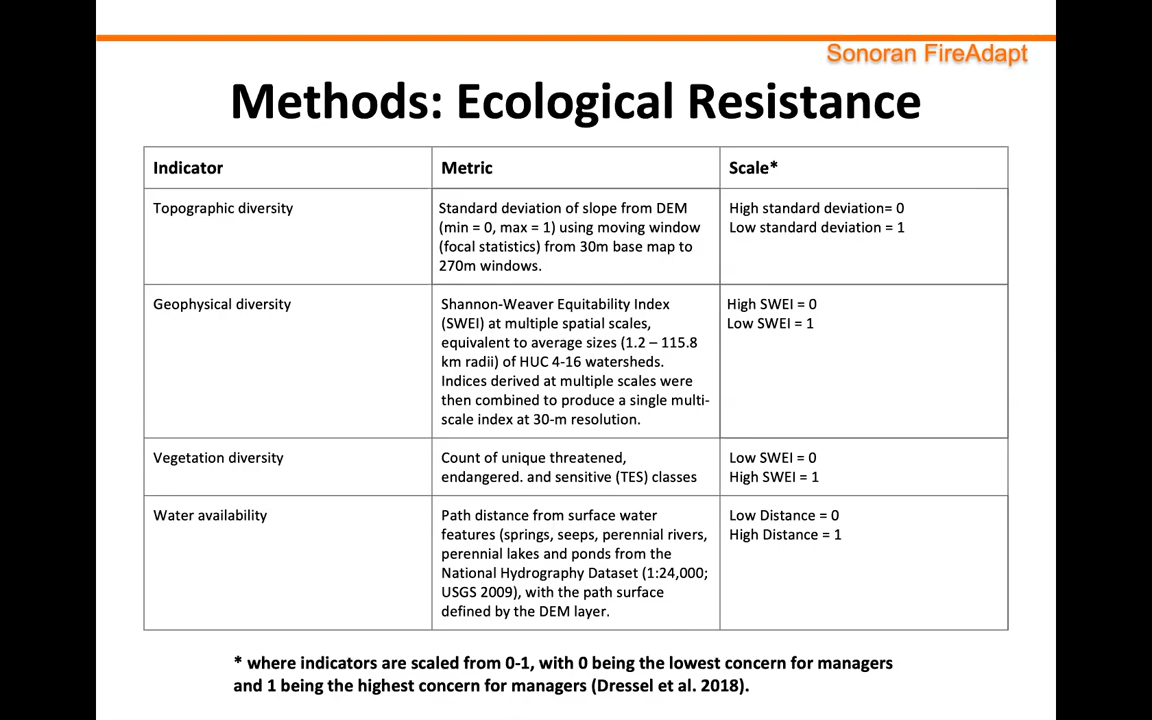 Sonoran FireAdapt
Methods: Ecological Resistance
Indicator
Metric
Scale*
Topographic diversity
Standard deviation of slope from DEM
(min = 0, max = 1) using moving window
(focal statistics) from 30m base map to
270m windows.
High standard deviation= 0
Low standard deviation = 1
Geophysical diversity
Shannon-Weaver Equitability Index
(SWEI) at multiple spatial scales,
equivalent to average sizes (1.2 – 115.8
km radii) of HUC 4-16 watersheds.
Indices derived at multiple scales were
then combined to produce a single multi-
scale index at 30-m resolution.
High SWEI = 0
Low SWEI = 1
Vegetation diversity
Count of unique threatened,
endangered. and sensitive (TES) classes
Low SWEI = 0
High SWEI = 1
Water availability
Path distance from surface water
features (springs, seeps, perennial rivers,
perennial lakes and ponds from the
National Hydrography Dataset (1:24,000;
USGS 2009), with the path surface
defined by the DEM layer.
Low Distance = 0
High Distance = 1
* where indicators are scaled from 0-1, with 0 being the lowest concern for managers
and 1 being the highest concern for managers (Dressel et al. 2018).